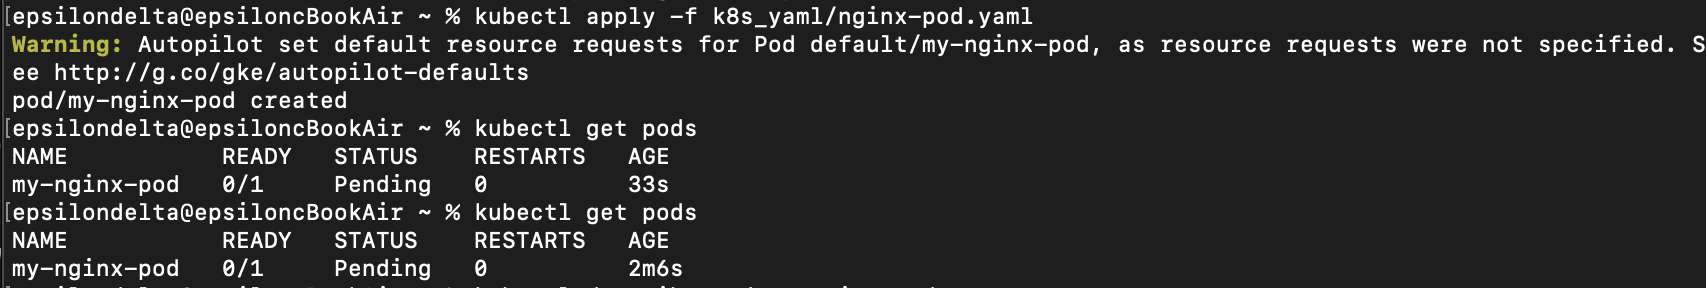 [epsilondelta@epsiloncBookAir ~ % kubectl apply -f k8s_yaml/nginx-pod.yaml
Warning: Autopilot set default resource requests for Pod default/my-nginx-pod, as resource requests were not specified. S
ee http://g.co/gke/autopilot-defaults
pod/my-nginx-pod created
[epsilondelta@epsiloncBookAir ~ % kubectl get pods
NAME           READY   STATUS    RESTARTS   AGE
my-nginx-pod   0/1     Pending   0          33s
[epsilondelta@epsiloncBookAir ~ % kubectl get pods
NAME           READY   STATUS    RESTARTS   AGE
my-nginx-pod   0/1     Pending   0          2m6s